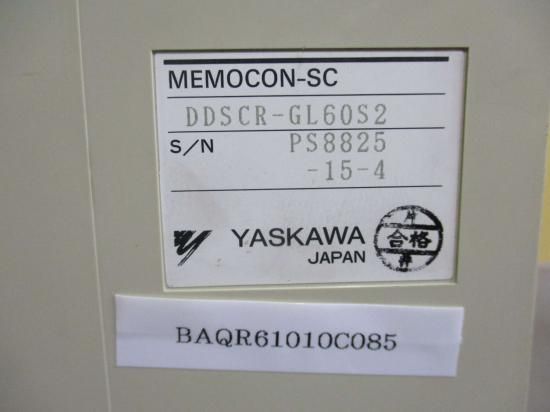 MEMOCON-SC
DDSCR-GL60S2
S/N PS8825
-15-4
YASKAWA
JAPAN
合格
BAQR61010C085